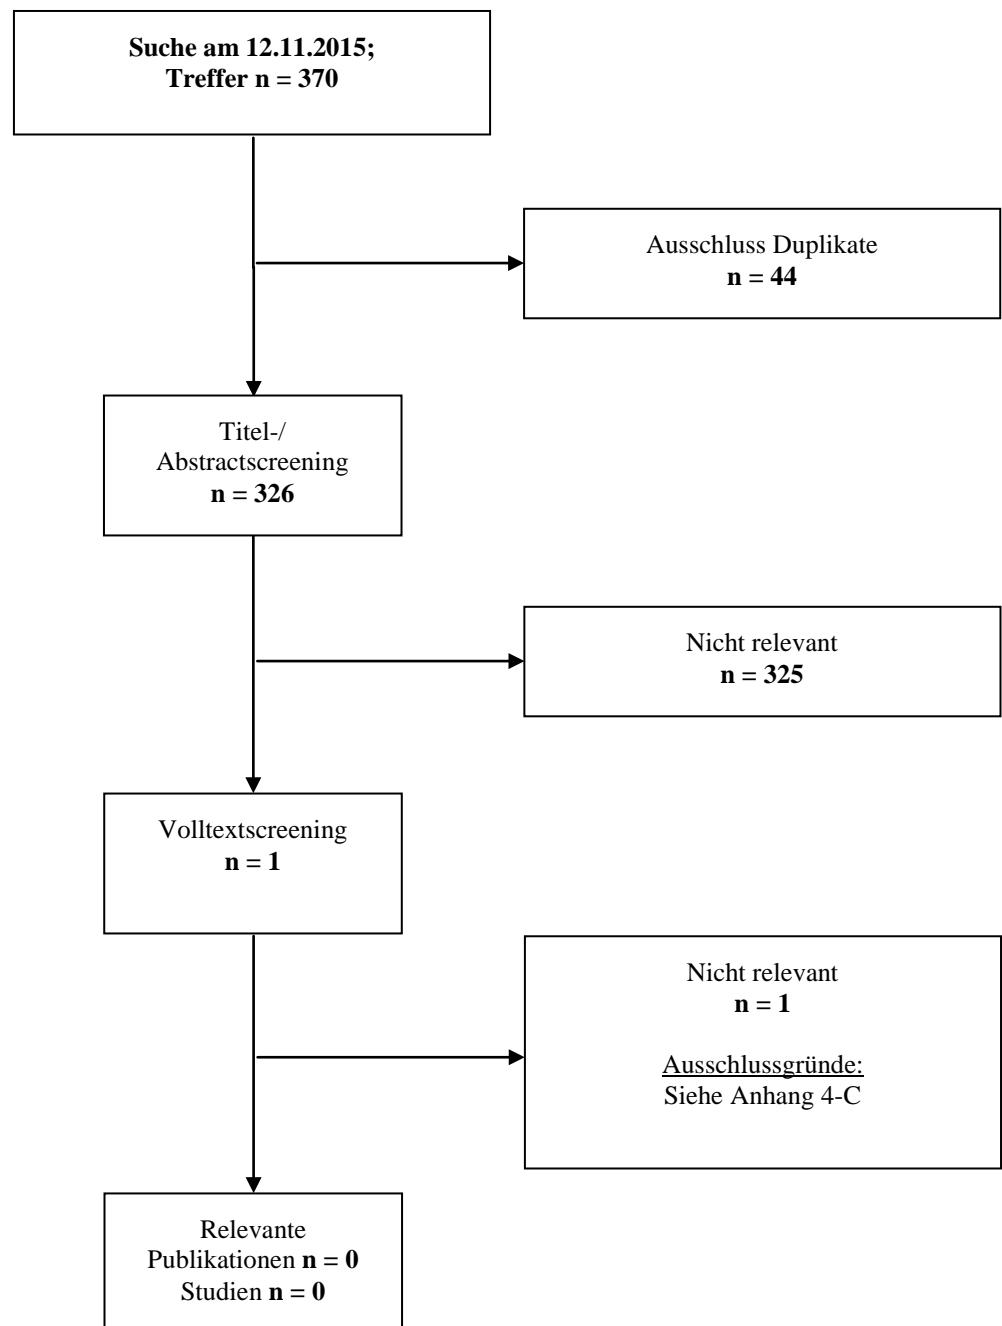 Suche am 12.11.2015;
Treffer n = 370
Ausschluss Duplikate
n = 44
Titel-/
Abstractscreening
n = 326
Nicht relevant
n = 325
Volltextscreening
n = 1
Nicht relevant
n = 1
Ausschlussgründe:
Siehe Anhang 4-C
Relevante
Publikationen n = 0
Studien n = 0